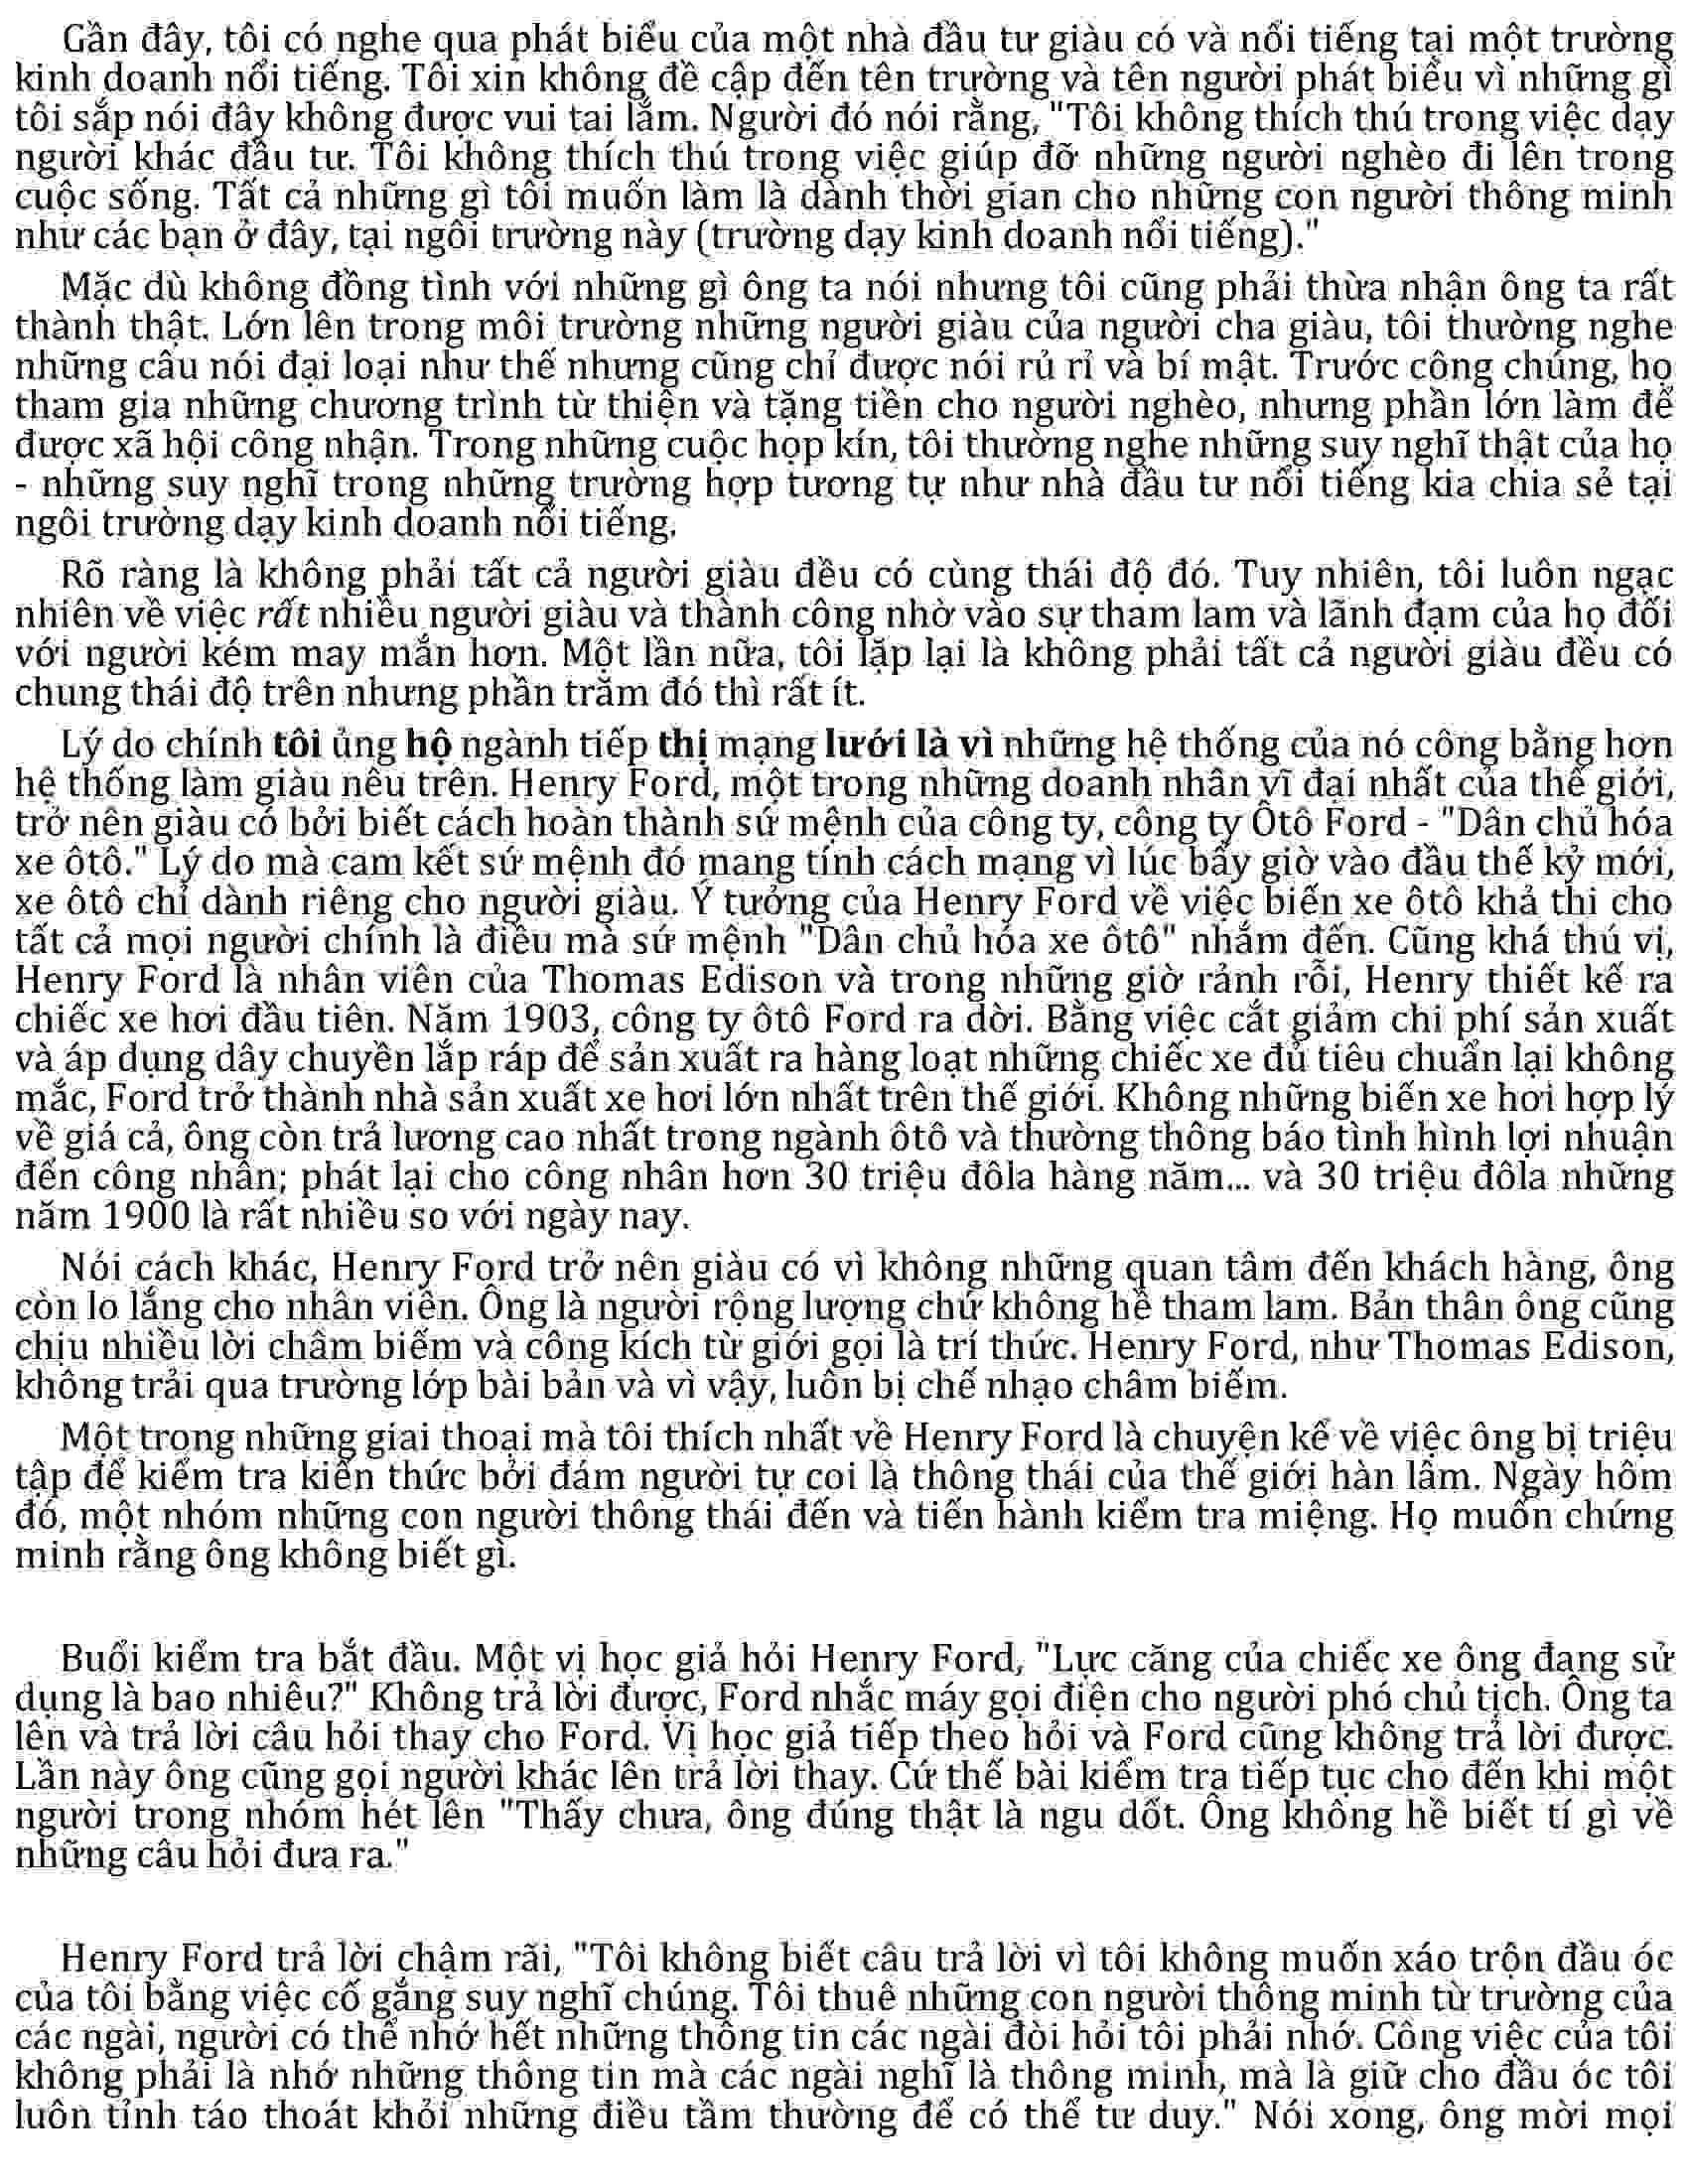 Gần đây, tôi có nghe qua phát biểu của một nhà đầu tư giàu có và nổi tiếng tại một trường
kinh doanh nổi tiếng. Tôi xin không đề cập đến tên trường và tên người phát biểu vì những gì
tôi sắp nói đây không được vui tai lắm. Người đó nói rằng, "Tôi không thích thú trong việc dạy
người khác đầu tư. Tôi không thích thú trong việc giúp đỡ những người nghèo đi lên trong
cuộc sống. Tất cả những gì tôi muốn làm là dành thời gian cho những con người thông minh
như các bạn ở đây, tại ngôi trường này (trường dạy kinh doanh nổi tiếng)."
Mặc dù không đồng tình với những gì ông ta nói nhưng tôi cũng phải thừa nhận ông ta rất
thành thật. Lớn lên trong môi trường những người giàu của người cha giàu, tôi thường nghe
những câu nói đại loại như thế nhưng cũng chỉ được nói rủ rỉ và bí mật. Trước công chúng, họ
tham gia những chương trình từ thiện và tặng tiền cho người nghèo, nhưng phần lớn làm để
được xã hội công nhận. Trong những cuộc họp kín, tôi thường nghe những suy nghĩ thật của họ
- những suy nghĩ trong những trường hợp tương tự như nhà đầu tư nổi tiếng kia chia sẻ tại
ngôi trường dạy kinh doanh nổi tiếng.
Rõ ràng là không phải tất cả người giàu đều có cùng thái độ đó. Tuy nhiên, tôi luôn ngạc
nhiên về việc rất nhiều người giàu và thành công nhờ vào sự tham lam và lãnh đạm của họ đối
với người kém may mắn hơn. Một lần nữa, tôi lặp lại là không phải tất cả người giàu đều có
chung thái độ trên nhưng phần trăm đó thì rất ít.
Lý do chính tôi ủng hộ ngành tiếp thị mạng lưới là vì những hệ thống của nó công bằng hơn
hệ thống làm giàu nêu trên. Henry Ford, một trong những doanh nhân vĩ đại nhất của thế giới,
trở nên giàu có bởi biết cách hoàn thành sứ mệnh của công ty, công ty Ôtô Ford - "Dân chủ hóa
xe ôtô." Lý do mà cam kết sứ mệnh đó mang tính cách mạng vì lúc bấy giờ vào đầu thế kỷ mới,
xe ôtô chỉ dành riêng cho người giàu. Ý tưởng của Henry Ford về việc biến xe ôtô khả thi cho
tất cả mọi người chính là điều mà sứ mệnh "Dân chủ hóa xe ôtô" nhắm đến. Cũng khá thú vị,
Henry Ford là nhân viên của Thomas Edison và trong những giờ rảnh rỗi, Henry thiết kế ra
chiếc xe hơi đầu tiên. Năm 1903, công ty ôtô Ford ra dời. Bằng việc cắt giảm chi phí sản xuất
và áp dụng dây chuyền lắp ráp để sản xuất ra hàng loạt những chiếc xe đủ tiêu chuẩn lại không
mắc, Ford trở thành nhà sản xuất xe hơi lớn nhất trên thế giới. Không những biến xe hơi hợp lý
về giá cả, ông còn trả lương cao nhất trong ngành ôtô và thường thông báo tình hình lợi nhuận
đến công nhân; phát lại cho công nhân hơn 30 triệu đôla hàng năm... và 30 triệu đôla những
năm 1900 là rất nhiều so với ngày nay.
Nói cách khác, Henry Ford trở nên giàu có vì không những quan tâm đến khách hàng, ông
còn lo lắng cho nhân viên. Ông là người rộng lượng chứ không hề tham lam. Bản thân ông cũng
chịu nhiều lời châm biếm và công kích từ giới gọi là trí thức. Henry Ford, như Thomas Edison,
không trải qua trường lớp bài bản và vì vậy, luôn bị chế nhạo châm biếm.
Một trong những giai thoại mà tôi thích nhất về Henry Ford là chuyện kể về việc ông bị triệu
tập để kiểm tra kiến thức bởi đám người tự coi là thông thái của thế giới hàn lâm. Ngày hôm
đó, một nhóm những con người thông thái đến và tiến hành kiểm tra miệng. Họ muốn chứng
minh rằng ông không biết gì.
Buổi kiểm tra bắt đầu. Một vị học giả hỏi Henry Ford, "Lực căng của chiếc xe ông đang sử
dụng là bao nhiêu?" Không trả lời được, Ford nhắc máy gọi điện cho người phó chủ tịch. Ông ta
lên và trả lời câu hỏi thay cho Ford. Vị học giả tiếp theo hỏi và Ford cũng không trả lời được.
Lần này ông cũng gọi người khác lên trả lời thay. Cứ thế bài kiểm tra tiếp tục cho đến khi một
người trong nhóm hét lên "Thấy chưa, ông đúng thật là ngu dốt. Ông không hề biết tí gì về
những câu hỏi đưa ra."
Henry Ford trả lời chậm rãi, "Tôi không biết câu trả lời vì tôi không muốn xáo trộn đầu óc
của tôi bằng việc cố gắng suy nghĩ chúng. Tôi thuê những con người thông minh từ trường của
các ngài, người có thể nhớ hết những thông tin các ngài đòi hỏi tôi phải nhớ. Công việc của tôi
không phải là nhớ những thông tin mà các ngài nghĩ là thông minh, mà là giữ cho đầu óc tôi
luôn tỉnh táo thoát khỏi những điều tầm thường để có thể tư duy." Nói xong, ông mời mọi